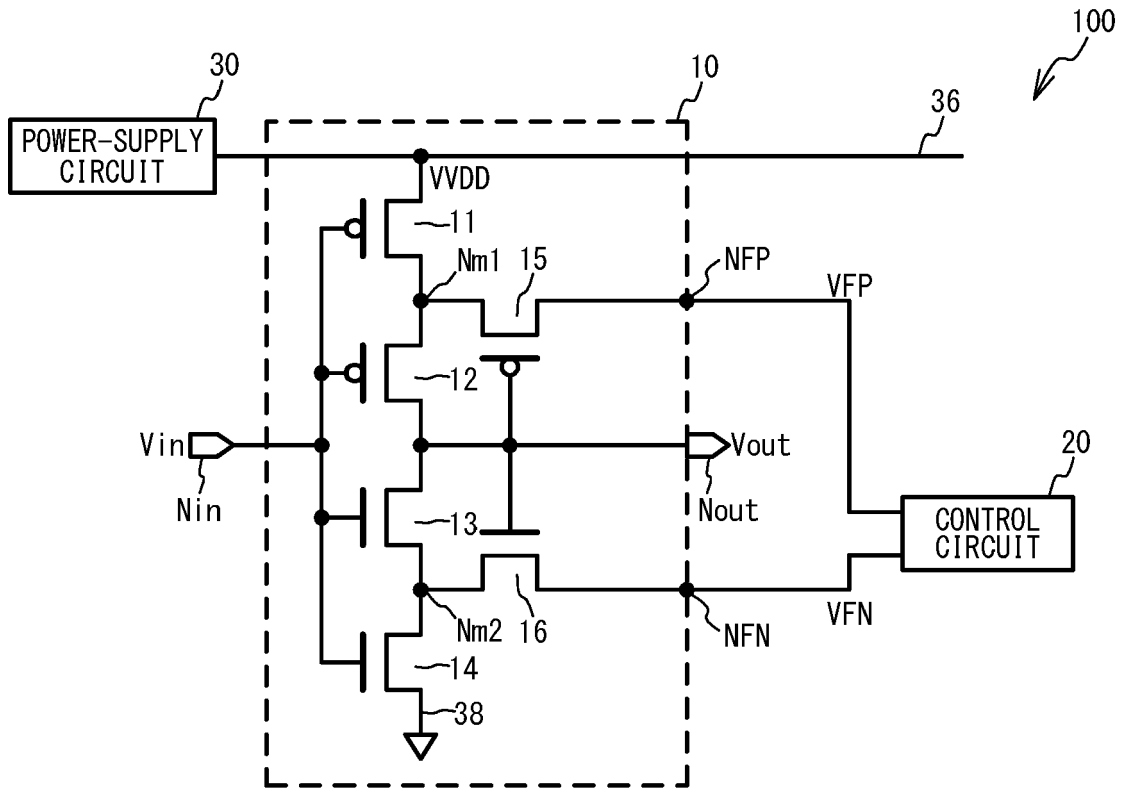 100
30
10
36
POWER-SUPPLY
CIRCUIT
VVDD
11
Nm1
15
NFP
VFP
12
Vin
Nin
Vout
Nout
20
CONTROL
CIRCUIT
13
Nm2
16
NFN
VFN
14
38